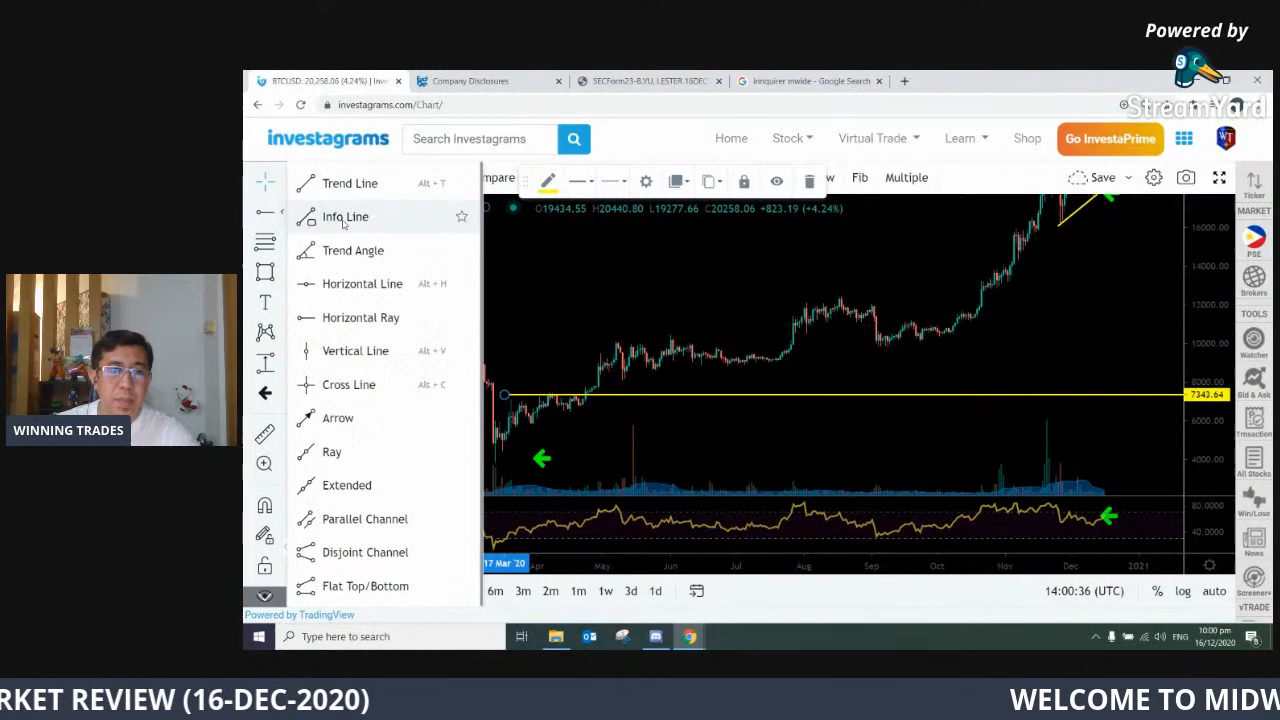 Powered by
StreamYard
BTCUSD: 20,258.06 (4.24%) | Inve
Company Disclosures
SECForm23-B.YU, LESTER 16DEC
innquirer mwide - Google Search
investagrams.com/Chart/
investagrams
Search Investagrams
Home
Stock
Virtual Trade
Learn
Shop
Go InvestaPrime
Trend Line Alt + T
Info Line
Trend Angle
Horizontal Line Alt + H
Horizontal Ray
Vertical Line Alt + V
Cross Line Alt + C
Arrow
Ray
Extended
Parallel Channel
Disjoint Channel
Flat Top/Bottom
mpare
w
Fib
Multiple
Save
O19434.55 H20440.80 L19277.66 C20258.06 +823.19 (+4.24%)
16000.00
12000.00
10000.00
8000.00
7343.64
6000.00
4000.00
80.0000
40.0000
17 Mar '20
Apr
May
Jun
Jul
Aug
Sep
Oct
Nov
Dec
2021
6m 3m 2m 1m 1w 3d 1d
14:00:36 (UTC)
%
log
auto
Powered by TradingView
Ticker
MARKET
PSE
Brokers
TOOLS
Watcher
Bid & Ask
Trnsaction
All Stocks
Win/Lose
News
Screener+
vTRADE
Type here to search
ENG
10:00 pm
16/12/2020
WINNING TRADES
RKET REVIEW (16-DEC-2020)
WELCOME TO MIDW